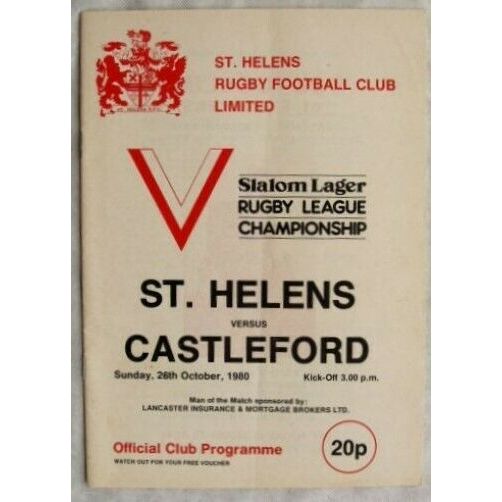 ST. HELENS
RUGBY FOOTBALL CLUB
LIMITED
Slalom Lager
RUGBY LEAGUE
CHAMPIONSHIP
ST. HELENS
VERSUS
CASTLEFORD
Sunday, 26th October, 1980 Kick-Off 3.00 p.m.
Man of the Match sponsored by:
LANCASTER INSURANCE & MORTGAGE BROKERS LTD.
Official Club Programme
20p
WATCH OUT FOR YOUR FREE VOUCHER